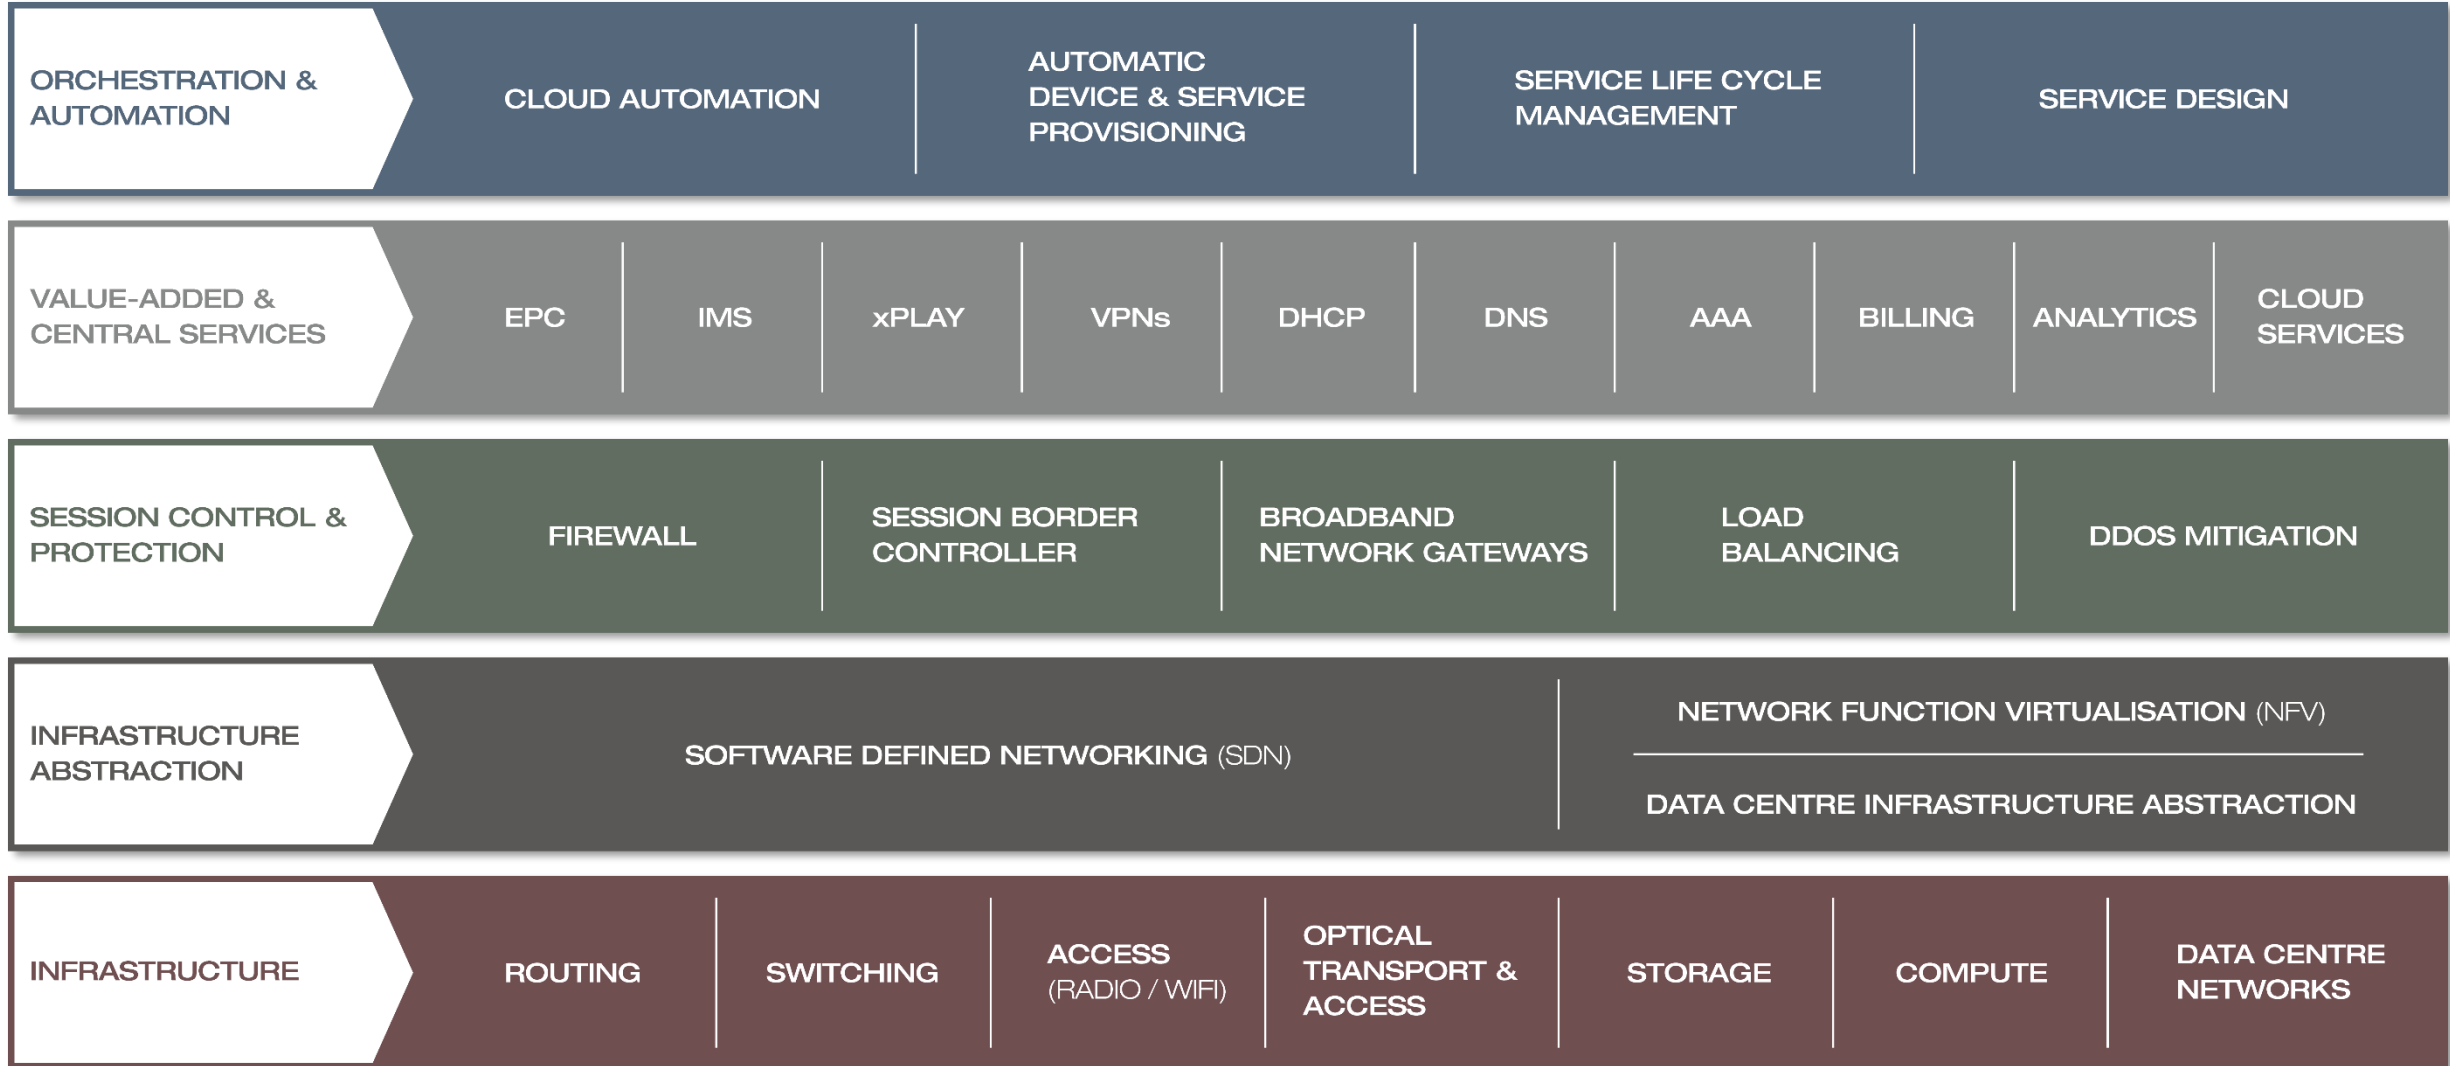 ORCHESTRATION &
AUTOMATION
CLOUD AUTOMATION
AUTOMATIC
DEVICE & SERVICE
PROVISIONING
SERVICE LIFE CYCLE
MANAGEMENT
SERVICE DESIGN
VALUE-ADDED &
CENTRAL SERVICES
EPC
IMS
xPLAY
VPNs
DHCP
DNS
AAA
BILLING
ANALYTICS
CLOUD
SERVICES
SESSION CONTROL &
PROTECTION
FIREWALL
SESSION BORDER
CONTROLLER
BROADBAND
NETWORK GATEWAYS
LOAD
BALANCING
DDOS MITIGATION
INFRASTRUCTURE
ABSTRACTION
SOFTWARE DEFINED NETWORKING (SDN)
NETWORK FUNCTION VIRTUALISATION (NFV)
DATA CENTRE INFRASTRUCTURE ABSTRACTION
INFRASTRUCTURE
ROUTING
SWITCHING
ACCESS
(RADIO / WIFI)
OPTICAL
TRANSPORT &
ACCESS
STORAGE
COMPUTE
DATA CENTRE
NETWORKS